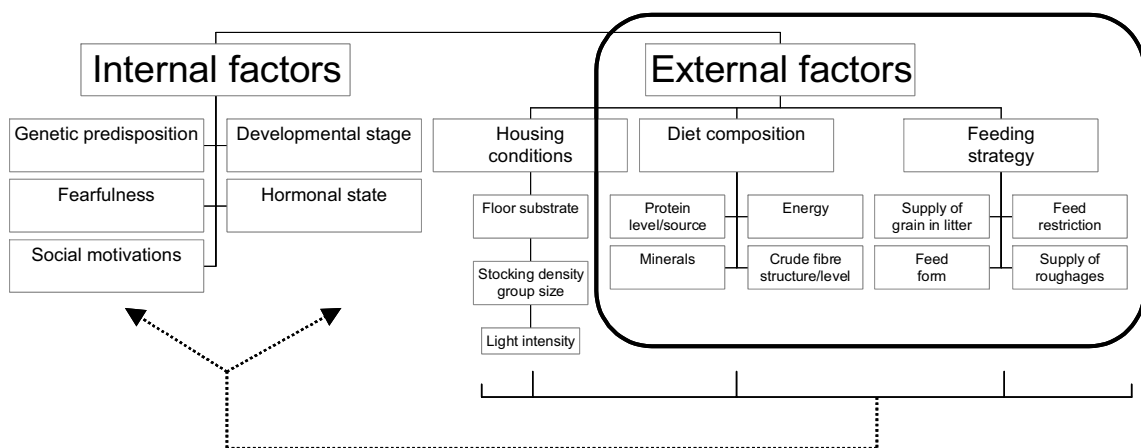 Internal factors
External factors
Genetic predisposition
Developmental stage
Fearfulness
Hormonal state
Social motivations
Housing
conditions
Diet composition
Feeding
strategy
Floor substrate
Stocking density
group size
Light intensity
Protein
level/source
Energy
Minerals
Crude fibre
structure/level
Supply of
grain in litter
Feed
restriction
Feed
form
Supply of
roughages